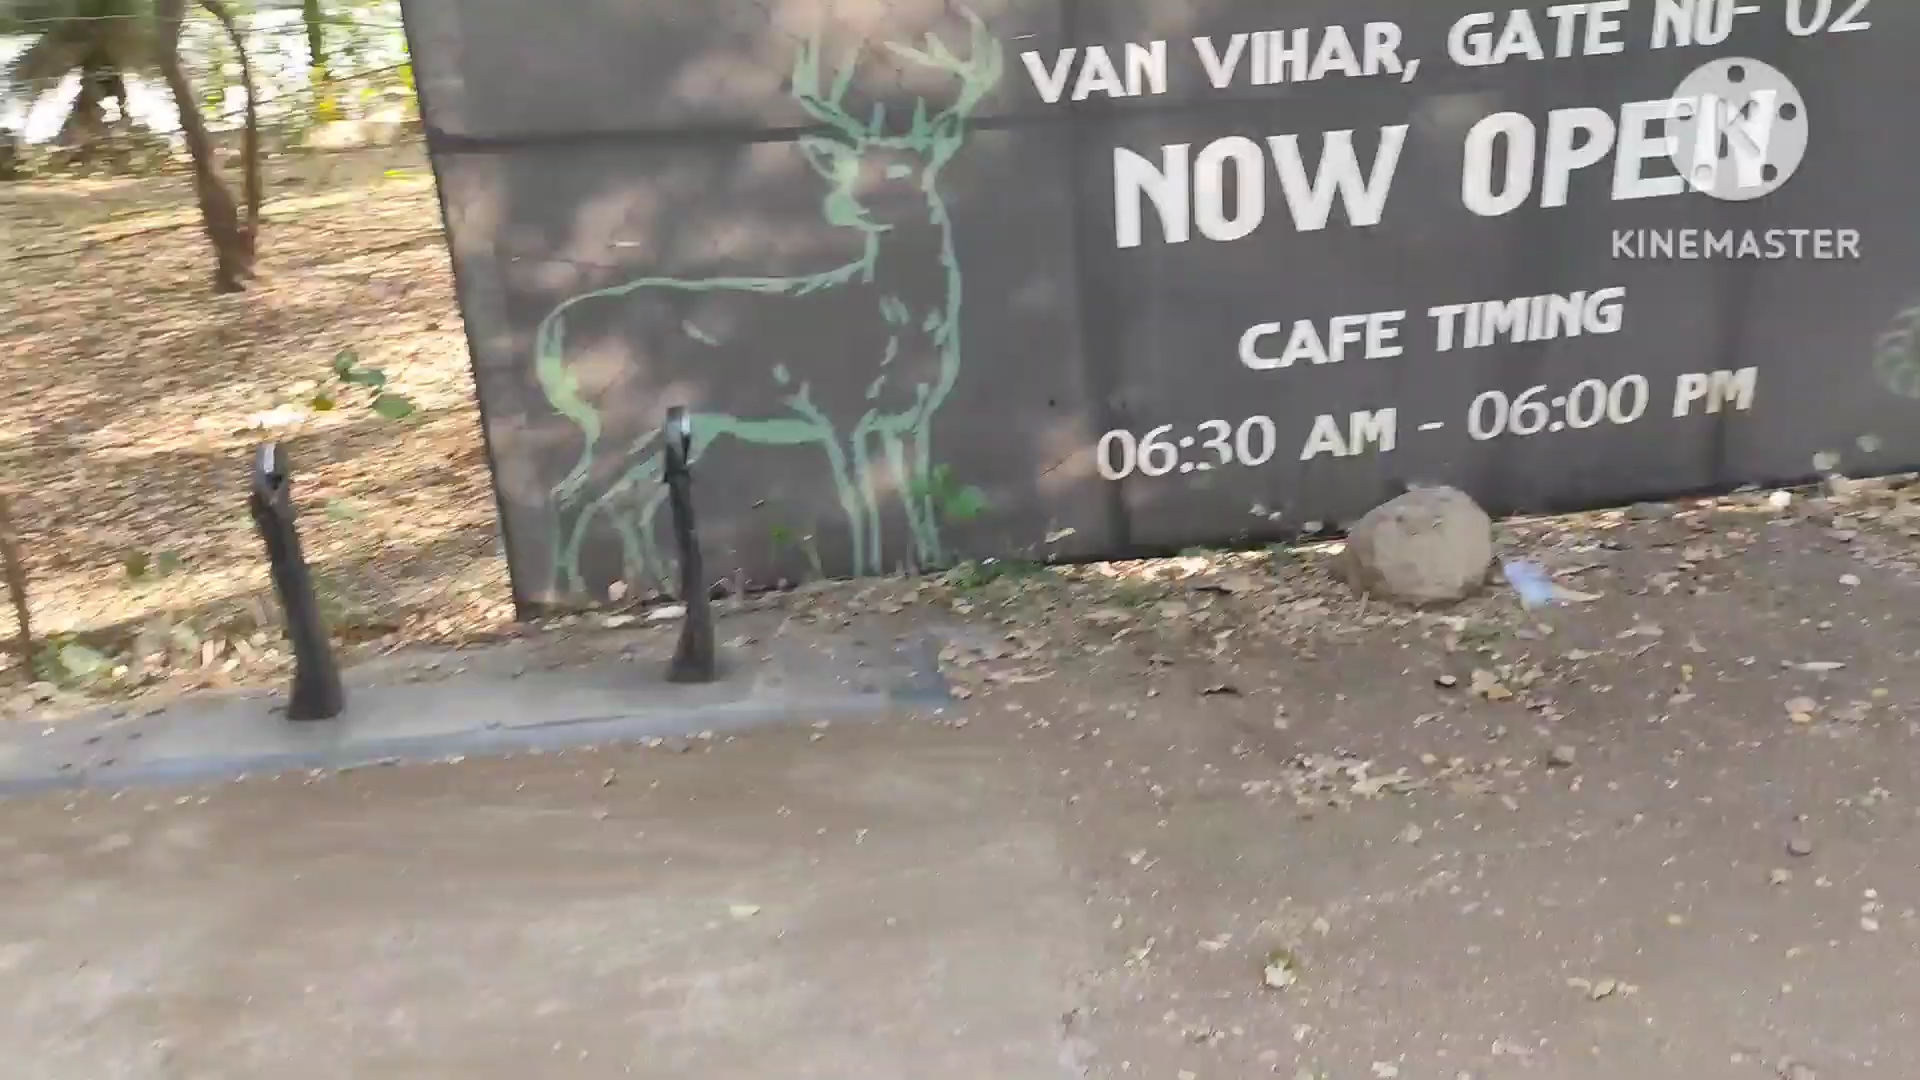 VAN VIHAR, GATE NO- 02
NOW OPEN
KINEMASTER
CAFE TIMING
06:30 AM - 06:00 PM